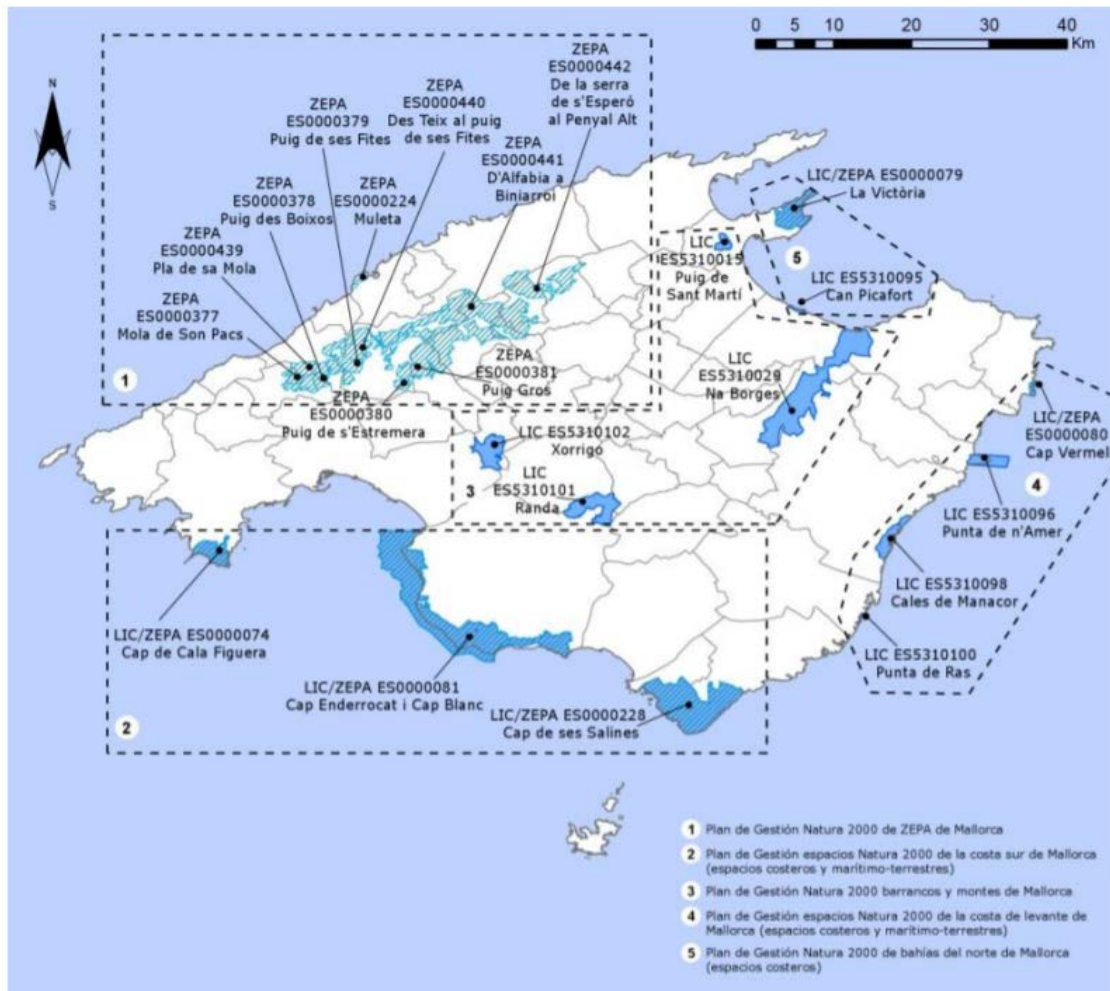 0 5 10 20 30 40
Km
N
S
ZEPA
ES0000442
De la serra
de s'Esperó
al Penyal Alt
ZEPA
ES0000440
Des Teix al puig
de ses Fites
ZEPA
ES0000379
Puig de ses Fites
ZEPA
ES0000441
D'Alfabia a
Biniarroi
ZEPA
ES0000378
Puig des Boixos
ZEPA
ES0000224
Muleta
ZEPA
ES0000439
Pla de sa Mola
ZEPA
ES0000377
Mola de Son Pacs
1
ZEPA
ES0000380
Puig de s'Estremera
ZEPA
ES0000381
Puig Gros
LIC/ZEPA ES0000079
La Victòria
LIC
ES5310015
Puig de
Sant Martí
5
LIC ES5310095
Can Picafort
LIC
ES5310029
Na Borges
LIC ES5310102
Xorrigo
3
LIC
ES5310101
Randa
LIC/ZEPA
ES0000080
Cap Vermel
4
LIC ES5310096
Punta de n'Amer
LIC ES5310098
Cales de Manacor
LIC ES5310100
Punta de Ras
LIC/ZEPA ES0000074
Cap de Cala Figuera
LIC/ZEPA ES0000081
Cap Enderrocat i Cap Blanc
LIC/ZEPA ES0000228
Cap de ses Salines
2
1 Plan de Gestión Natura 2000 de ZEPA de Mallorca
2 Plan de Gestión espacios Natura 2000 de la costa sur de Mallorca
(espacios costeros y marítimo-terrestres)
3 Plan de Gestión Natura 2000 barrancos y montes de Mallorca
4 Plan de Gestión espacios Natura 2000 de la costa de levante de
Mallorca (espacios costeros y marítimo-terrestres)
5 Plan de Gestión Natura 2000 de bahías del norte de Mallorca
(espacios costeros)